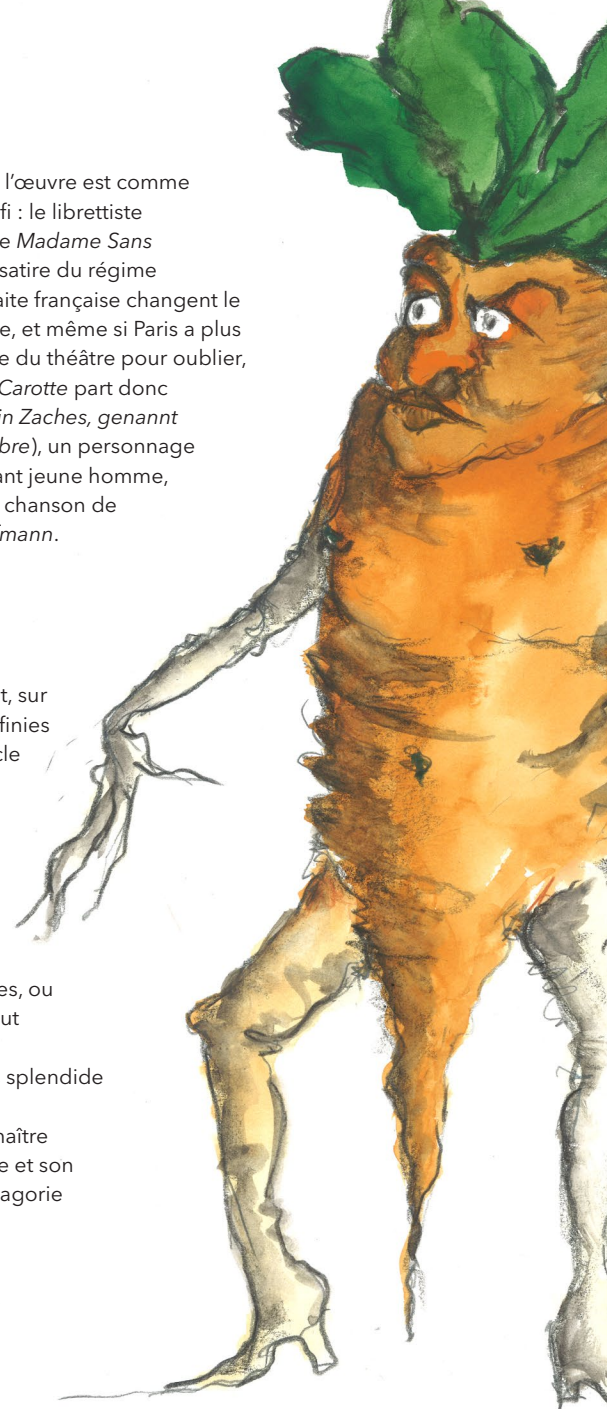 l'œuvre est comme
fi : le librettiste
e Madame Sans
satire du régime
aite française changent le
e, et même si Paris a plus
e du théâtre pour oublier,
Carotte part donc
in Zaches, genannt
bre), un personnage
ant jeune homme,
chanson de
mann.
t, sur
finies
cle
es, ou
ut
splendide
naître
e et son
agorie